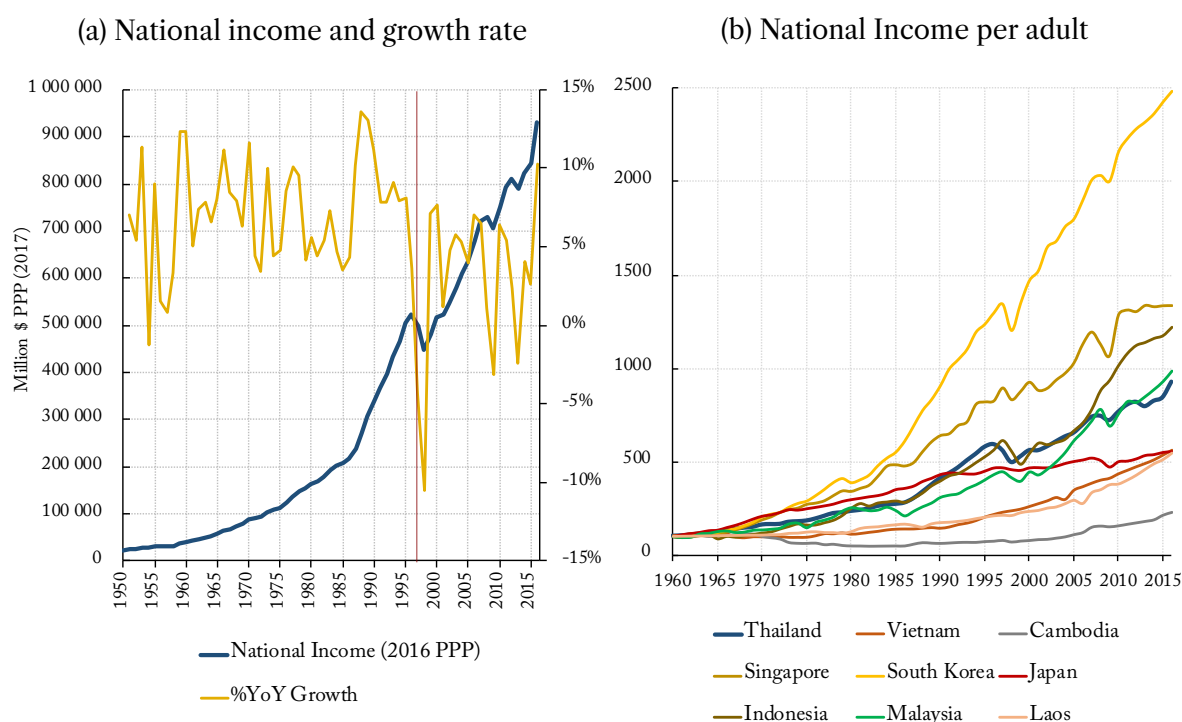 (a) National income and growth rate
Million $ PPP (2017)
1 000 000
900 000
800 000
700 000
600 000
500 000
400 000
300 000
200 000
100 000
0
15%
10%
5%
0%
-5%
-10%
-15%
1950 1955 1960 1965 1970 1975 1980 1985 1990 1995 2000 2005 2010 2015
National Income (2016 PPP)
%YoY Growth
(b) National Income per adult
2500
2000
1500
1000
500
0
1960 1965 1970 1975 1980 1985 1990 1995 2000 2005 2010 2015
Thailand Vietnam Cambodia
Singapore South Korea Japan
Indonesia Malaysia Laos